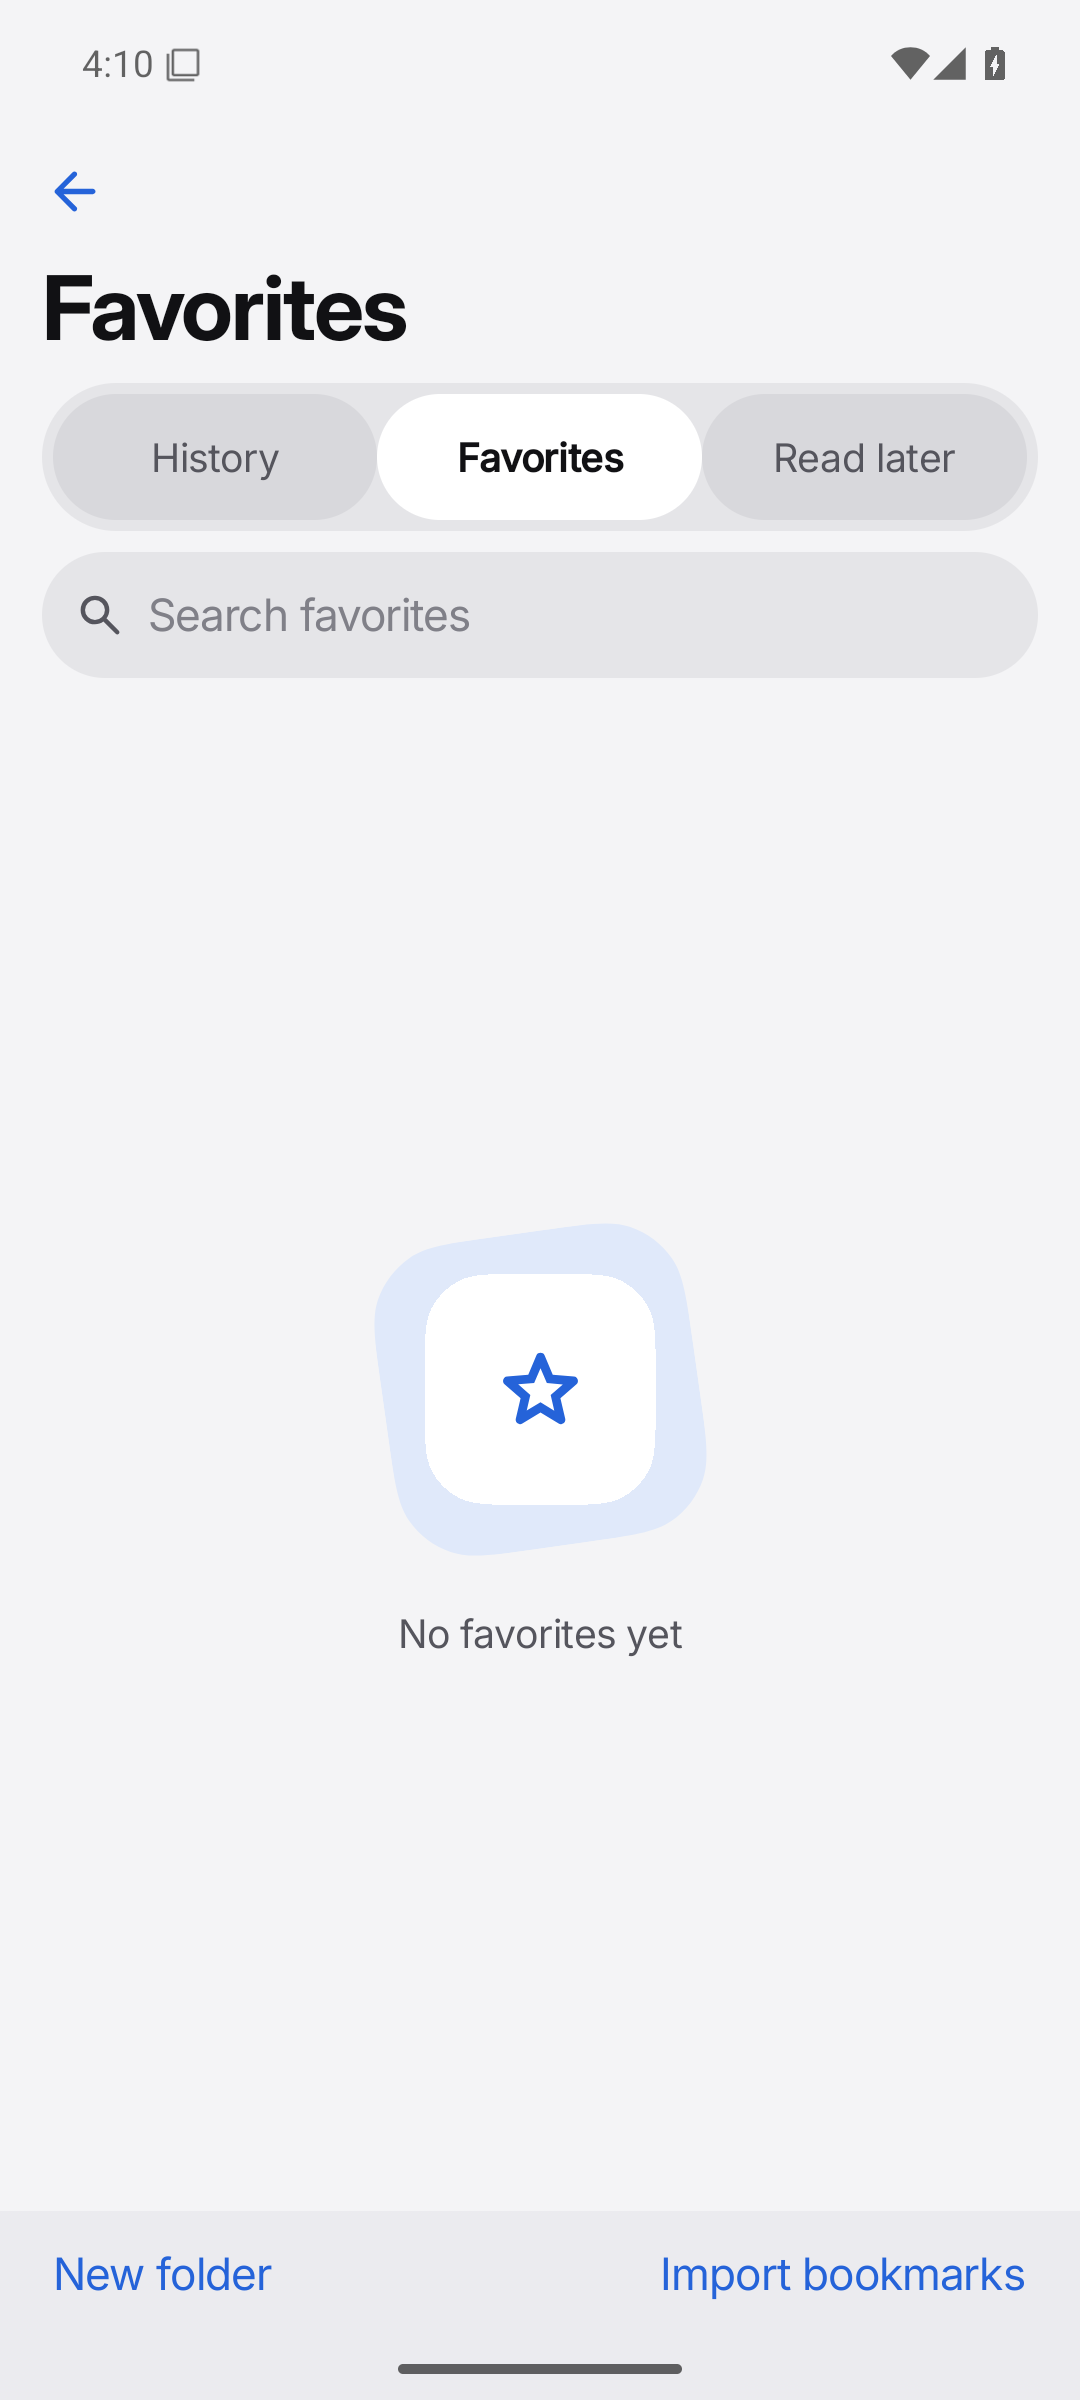 4:10
Favorites
History
Favorites
Read later
Search favorites
No favorites yet
New folder
Import bookmarks